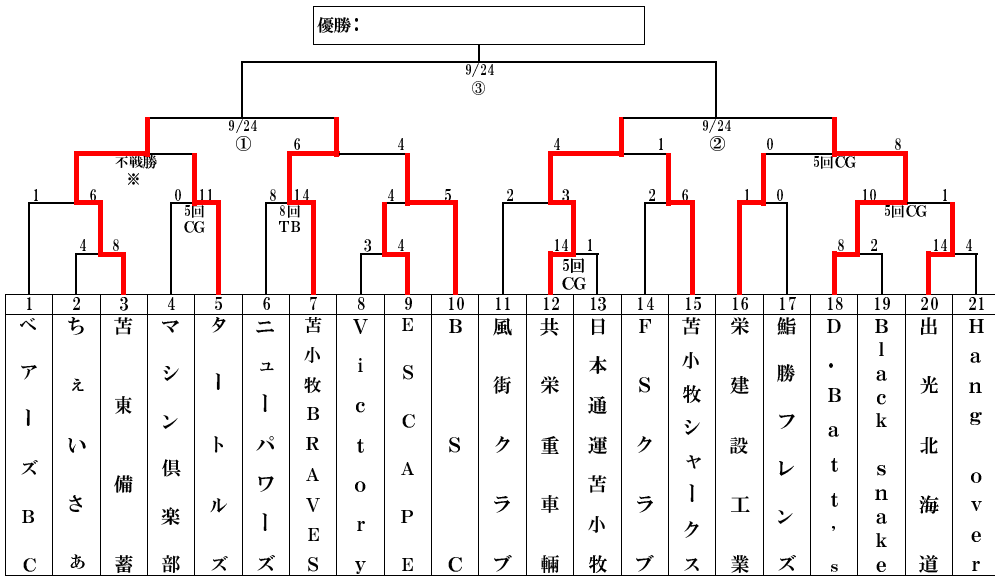 優勝:
9/24
③
9/24
①
9/24
②
6
4
4
1
0
8
不戦勝
※
5回CG
1
6
0
11
8
14
4
5
2
3
2
6
1
0
10
1
5回
CG
8回
TB
5回CG
4
8
3
4
14
1
8
2
14
4
5回
CG
1
2
3
4
5
6
7
8
9
10
11
12
13
14
15
16
17
18
19
20
21
ベアーズBC
ちぇいさぁ
苫東備蓄
マシン倶楽部
タートルズ
ニューパワーズ
苫小牧BRAVES
Victory
ESCAPE
BSC
風街クラブ
共栄重車輛
日本通運苫小牧
FSクラブ
苫小牧シャークス
栄建設工業
鮨勝フレンズ
D・Batt's
Black snake
出光北海道
Hang over